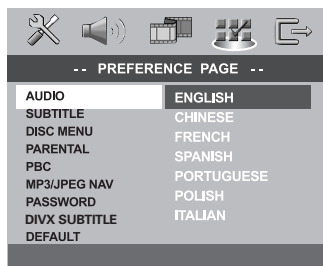 -- PREFERENCE PAGE --
AUDIO
SUBTITLE
DISC MENU
PARENTAL
PBC
MP3/JPEG NAV
PASSWORD
DIVX SUBTITLE
DEFAULT
ENGLISH
CHINESE
FRENCH
SPANISH
PORTUGUESE
POLISH
ITALIAN